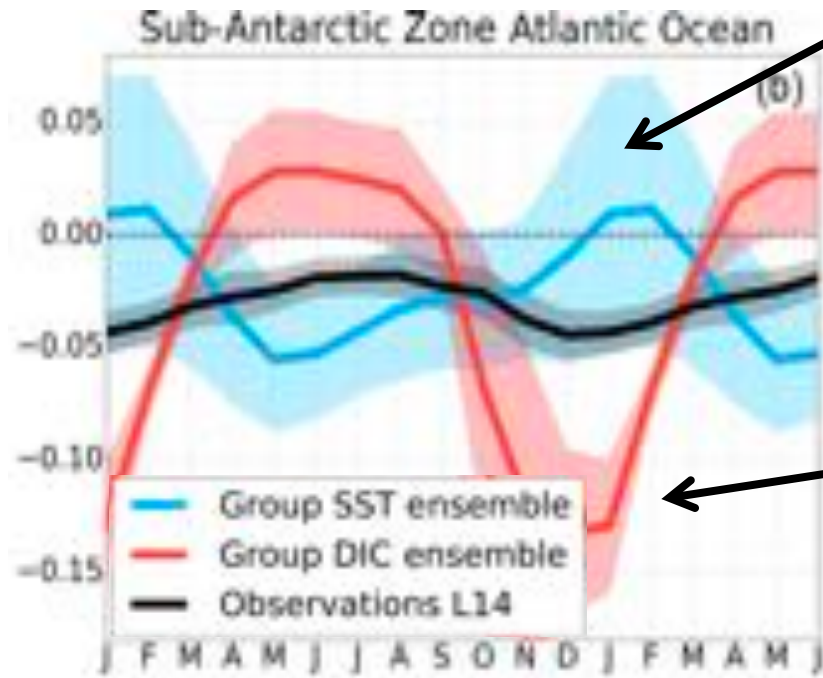 Sub-Antarctic Zone Atlantic Ocean
(b)
0.05
0.00
−0.05
−0.10
−0.15
Group SST ensemble
Group DIC ensemble
Observations L14
J F M A M J J A S O N D J F M A M J